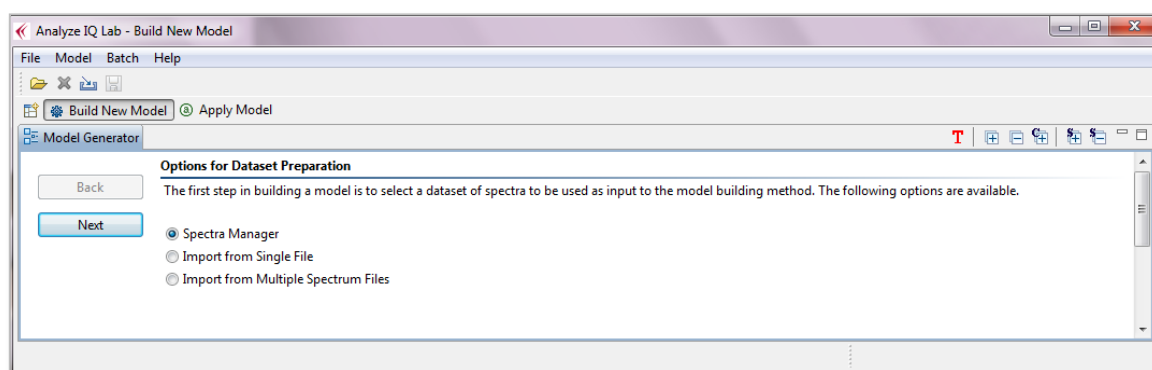 Analyze IQ Lab - Build New Model
File Model Batch Help
Build New Model Apply Model
Model Generator
Options for Dataset Preparation
Back
The first step in building a model is to select a dataset of spectra to be used as input to the model building method. The following options are available.
Next
Spectra Manager
Import from Single File
Import from Multiple Spectrum Files